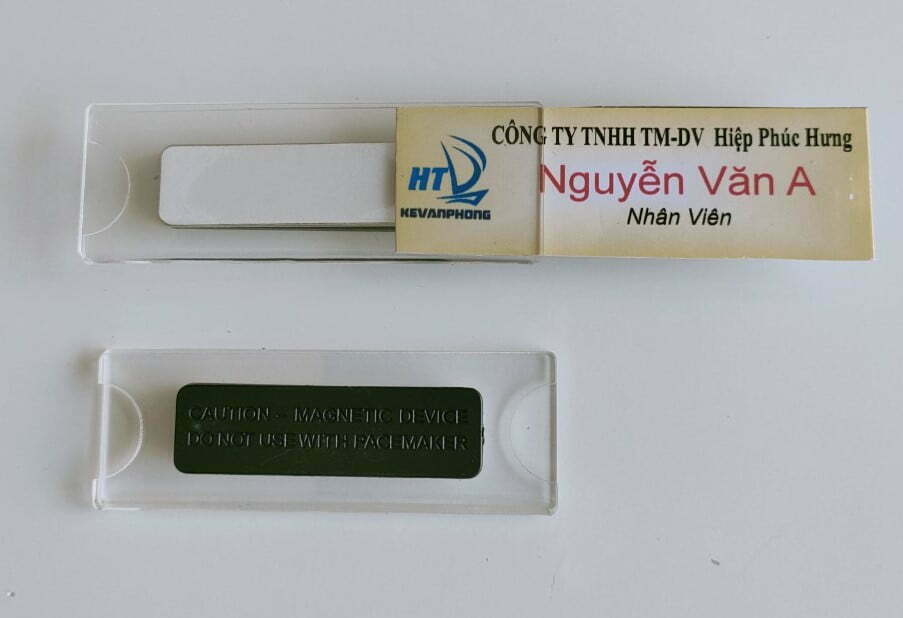 CÔNG TY TNHH TM-DV Hiệp Phúc Hưng
HTV
KEVANPHONG
Nguyễn Văn A
Nhân Viên
CAUTION - MAGNETIC DEVICE
DO NOT USE WITH PACEMAKER